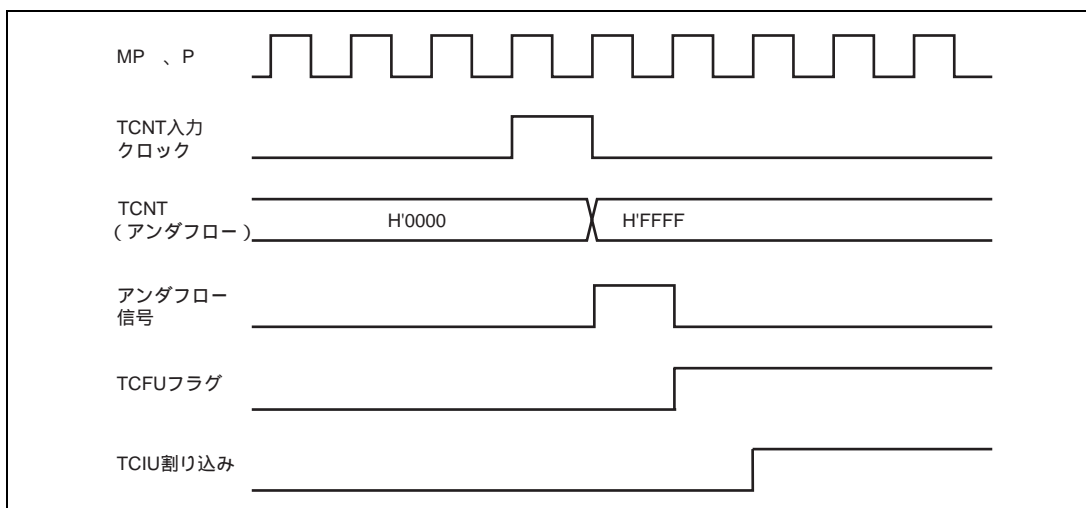 MP 、P
TCNT入力
クロック
TCNT
(アンダフロー)
H'0000
H'FFFF
アンダフロー
信号
TCFUフラグ
TCIU割り込み